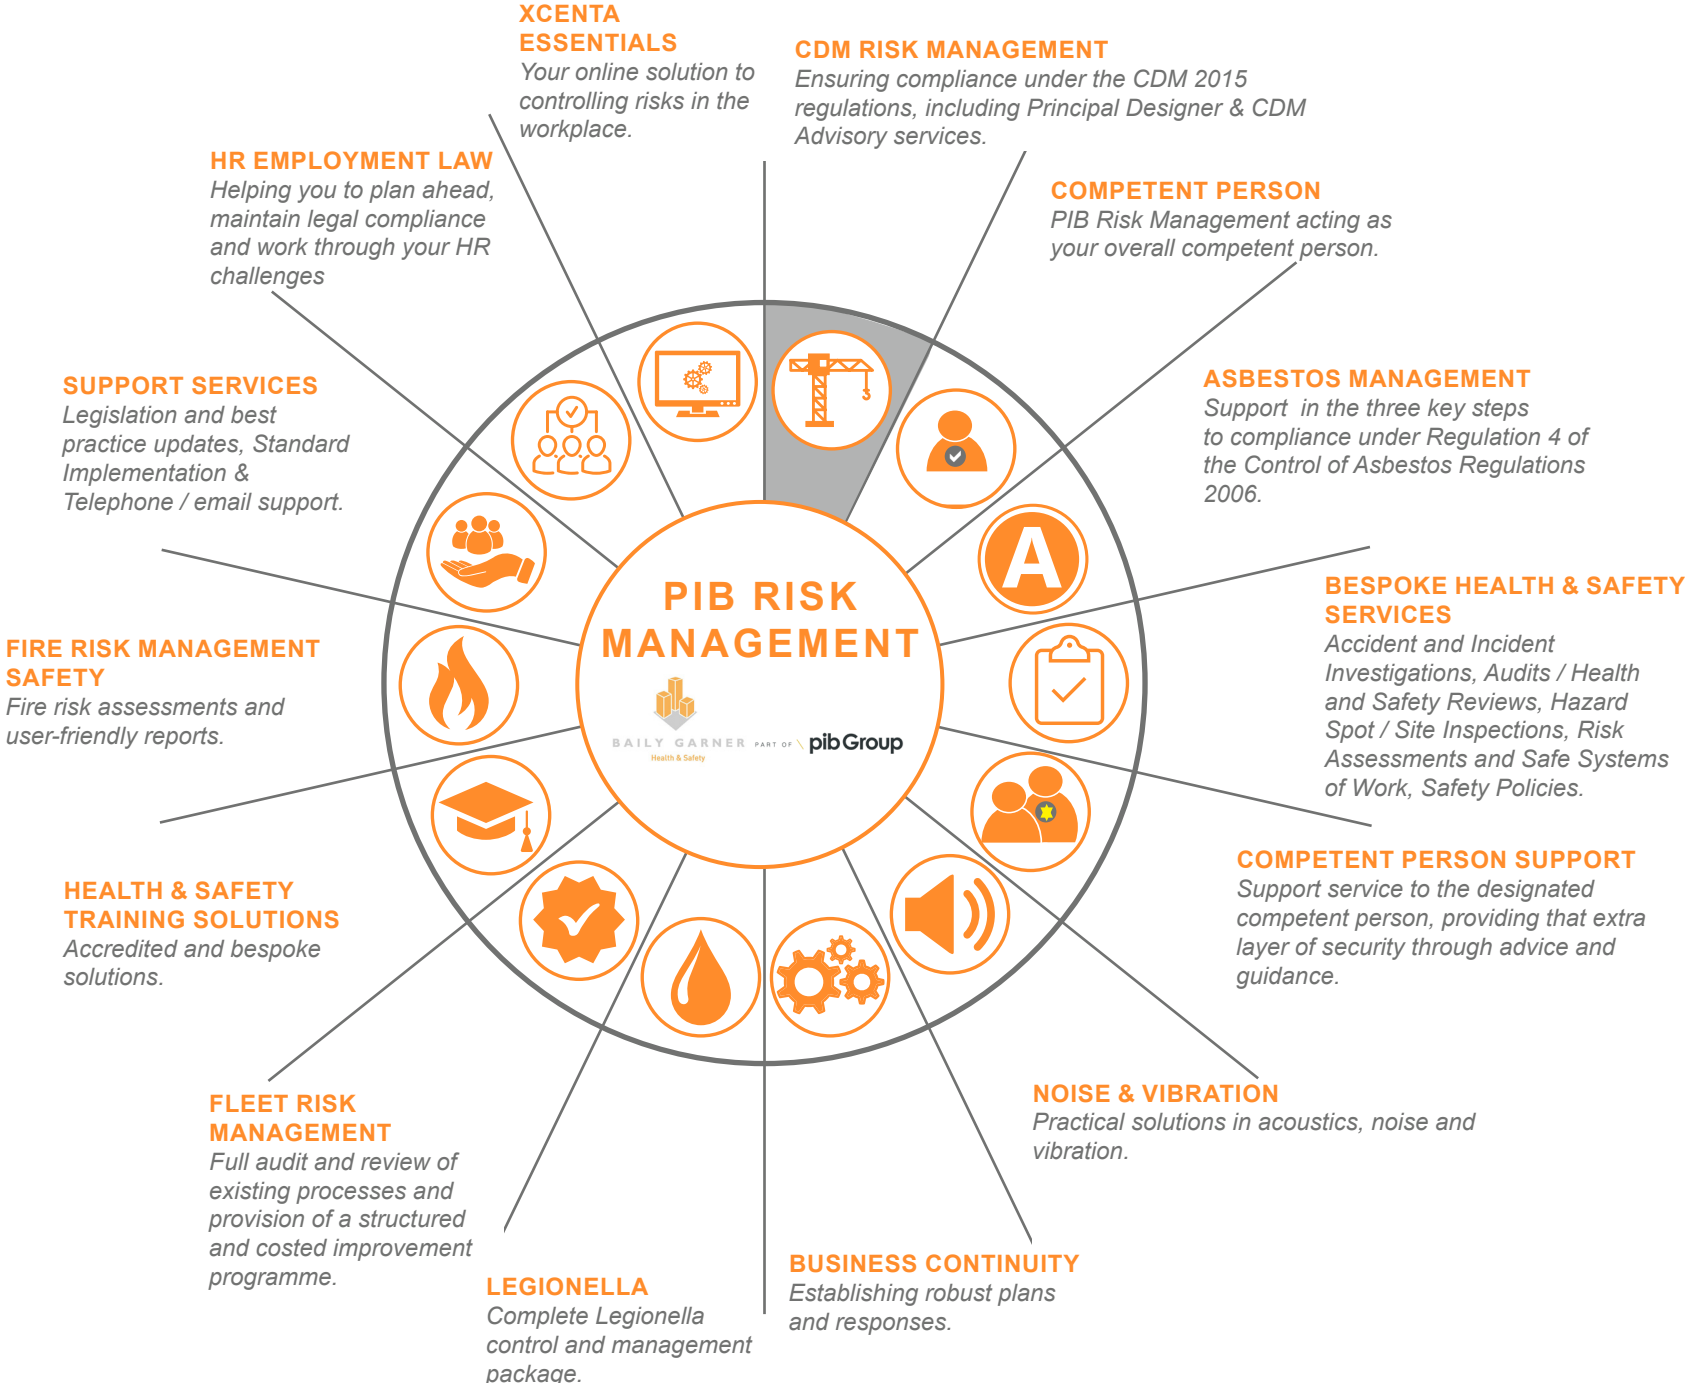 XCENTA
ESSENTIALS
Your online solution to
controlling risks in the
workplace.
CDM RISK MANAGEMENT
Ensuring compliance under the CDM 2015
regulations, including Principal Designer & CDM
Advisory services.
COMPETENT PERSON
PIB Risk Management acting as
your overall competent person.
ASBESTOS MANAGEMENT
Support  in the three key steps
to compliance under Regulation 4 of
the Control of Asbestos Regulations
2006.
BESPOKE HEALTH & SAFETY
SERVICES
Accident and Incident
Investigations, Audits / Health
and Safety Reviews, Hazard
Spot / Site Inspections, Risk
Assessments and Safe Systems
of Work, Safety Policies.
COMPETENT PERSON SUPPORT
Support service to the designated
competent person, providing that extra
layer of security through advice and
guidance.
NOISE & VIBRATION
Practical solutions in acoustics, noise and
vibration.
BUSINESS CONTINUITY
Establishing robust plans
and responses.
LEGIONELLA
Complete Legionella
control and management
package.
FLEET RISK
MANAGEMENT
Full audit and review of
existing processes and
provision of a structured
and costed improvement
programme.
HEALTH & SAFETY
TRAINING SOLUTIONS
Accredited and bespoke
solutions.
FIRE RISK MANAGEMENT
SAFETY
Fire risk assessments and
user-friendly reports.
SUPPORT SERVICES
Legislation and best
practice updates, Standard
Implementation &
Telephone / email support.
HR EMPLOYMENT LAW
Helping you to plan ahead,
maintain legal compliance
and work through your HR
challenges
A
PIB RISK
MANAGEMENT
BAILY GARNER PART OF pibGroup
Health & Safety